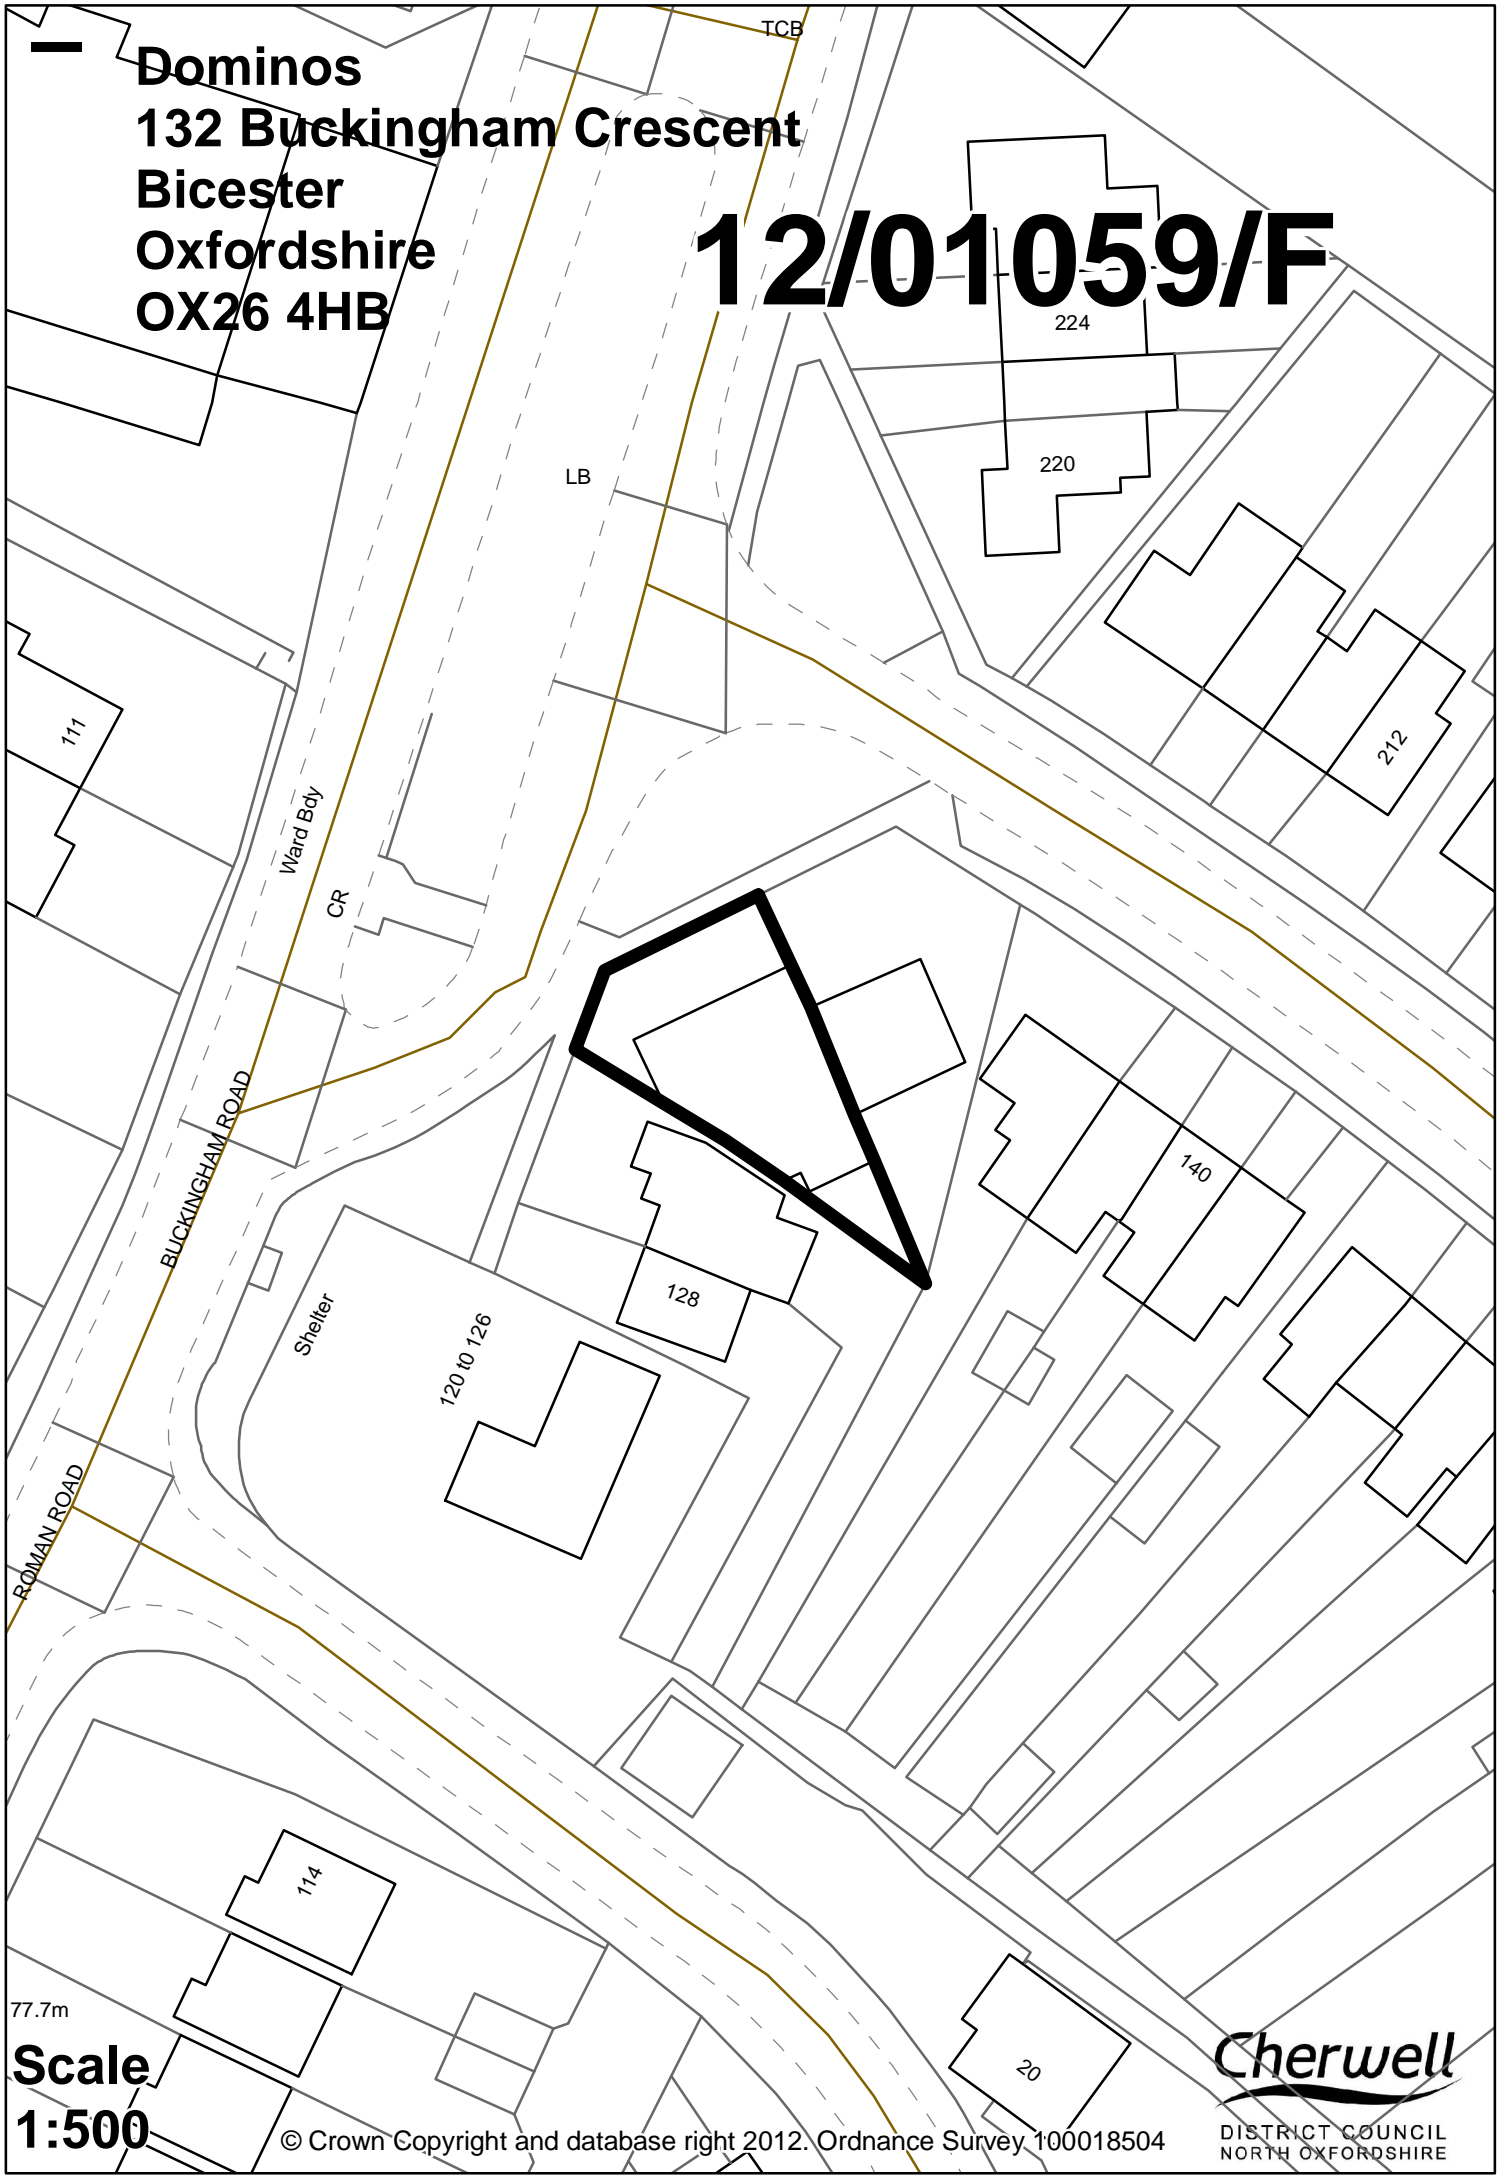 TCB
Dominos
132 Buckingham Crescent
Bicester
Oxfordshire
OX26 4HB
12/01059/F
224
220
LB
111
212
Ward Bdy
CR
BUCKINGHAM ROAD
140
128
Shelter
120 to 126
ROMAN ROAD
114
77.7m
20
Scale
1:500
© Crown Copyright and database right 2012. Ordnance Survey 100018504
Cherwell
DISTRICT COUNCIL
NORTH OXFORDSHIRE